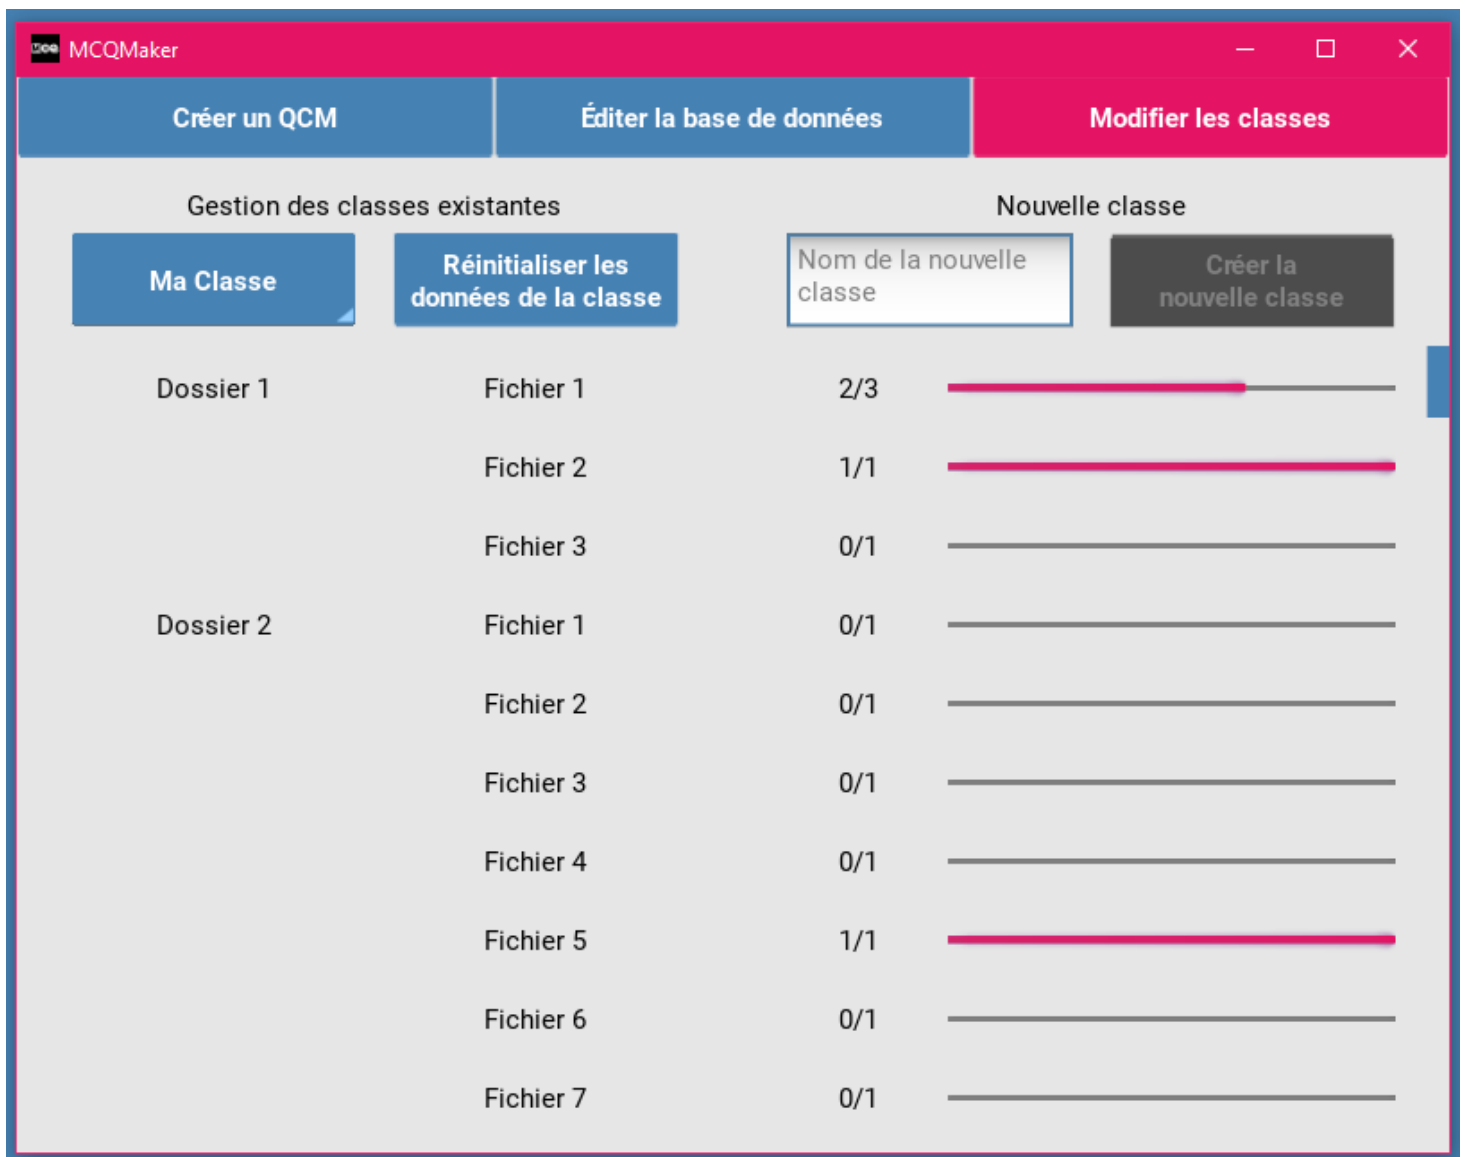 MCQMaker
Créer un QCM
Éditer la base de données
Modifier les classes
Gestion des classes existantes
Nouvelle classe
Ma Classe
Réinitialiser les
données de la classe
Nom de la nouvelle
classe
Créer la
nouvelle classe
Dossier 1 Fichier 1 2/3
Fichier 2 1/1
Fichier 3 0/1
Dossier 2 Fichier 1 0/1
Fichier 2 0/1
Fichier 3 0/1
Fichier 4 0/1
Fichier 5 1/1
Fichier 6 0/1
Fichier 7 0/1